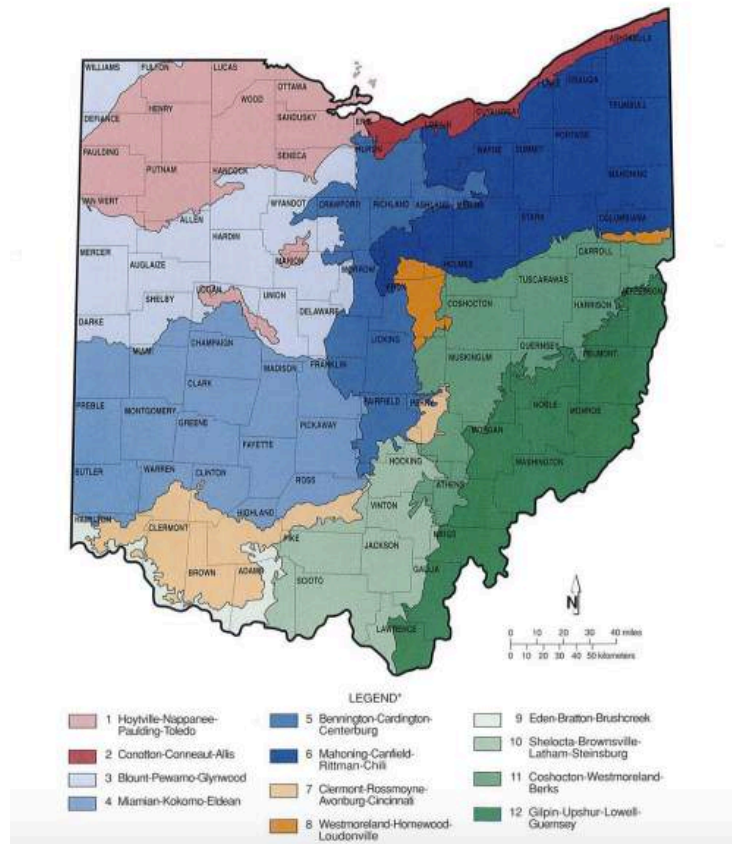 WILLIAMS
FULTON
LUCAS
OTTAWA
WOOD
HENRY
DEFIANCE
SANDUSKY
ERIE
LORAIN
CUYAHOGA
GEAUGA
ASHTABULA
TRUMBULL
PAULDING
PUTNAM
HANCOCK
SENECA
HURON
PORTAGE
MAHONING
VAN WERT
ALLEN
WYANDOT
CRAWFORD
RICHLAND
ASHLAND
STARK
COLUMBIANA
HARDIN
MERCER
AUGLAIZE
MARION
MORROW
HOLMES
CARROLL
TUSCARAWAS
SHELBY
LOGAN
UNION
DELAWARE
COSHOCTON
HARRISON
JEFFERSON
DARKE
MIAMI
CHAMPAIGN
LICKING
GUERNSEY
BELMONT
CLARK
MADISON
FRANKLIN
MUSKINGUM
PREBLE
MONTGOMERY
GREENE
FAYETTE
PICKAWAY
FAIRFIELD
NOBLE
MONROE
MORGAN
BUTLER
WARREN
CLINTON
ROSS
HOCKING
WASHINGTON
ATHENS
HAMILTON
CLERMONT
HIGHLAND
VINTON
PIKE
JACKSON
MEIGS
BROWN
ADAMS
SCIOTO
GALLIA
LAWRENCE
N
0 10 20 30 40 miles
0 10 20 30 40 50 kilometers
LEGEND*
1 Hoytville-Nappanee-
Paulding-Toledo
2 Conotton-Conneaut-Allis
3 Blount-Pewamo-Glynwood
4 Miamian-Kokomo-Eldean
5 Bennington-Cardington-
Centerburg
6 Mahoning-Canfield-
Rittman-Chili
7 Clermont-Rossmoyne-
Avonburg-Cincinnati
8 Westmoreland-Homewood-
Loudonville
9 Eden-Bratton-Brushcreek
10 Shelocta-Brownsville-
Latham-Steinsburg
11 Coshocton-Westmoreland-
Berks
12 Gilpin-Upshur-Lowell-
Guernsey